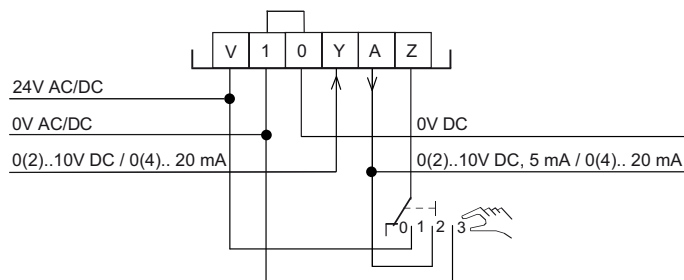 V 1 0 Y A Z
24V AC/DC
0V AC/DC
0V DC
0(2)..10V DC / 0(4).. 20 mA
0(2)..10V DC, 5 mA / 0(4).. 20 mA
0 1 2 3